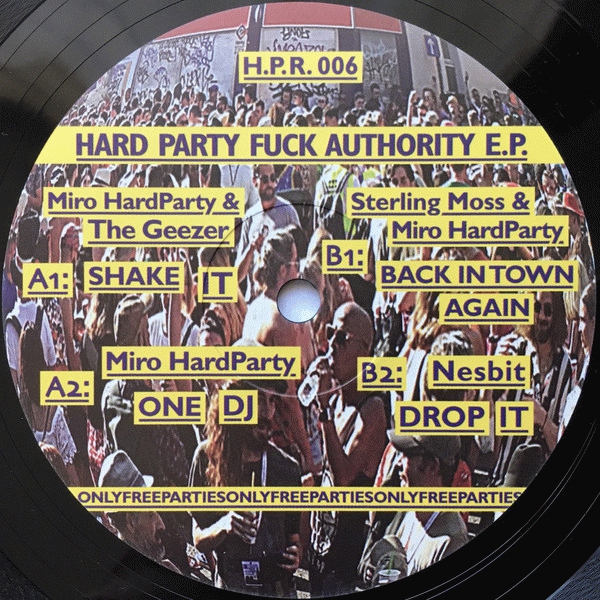 H.P.R. 006
HARD PARTY FUCK AUTHORITY E.P.
Miro HardParty &
The Geezer
A1: SHAKE IT
Sterling Moss &
Miro HardParty
B1: BACK IN TOWN
AGAIN
Miro HardParty
A2: ONE DJ
B2: Nesbit
DROP IT
ONLYFREEPARTIESONLYFREEPARTIESONLYFREEPARTIES